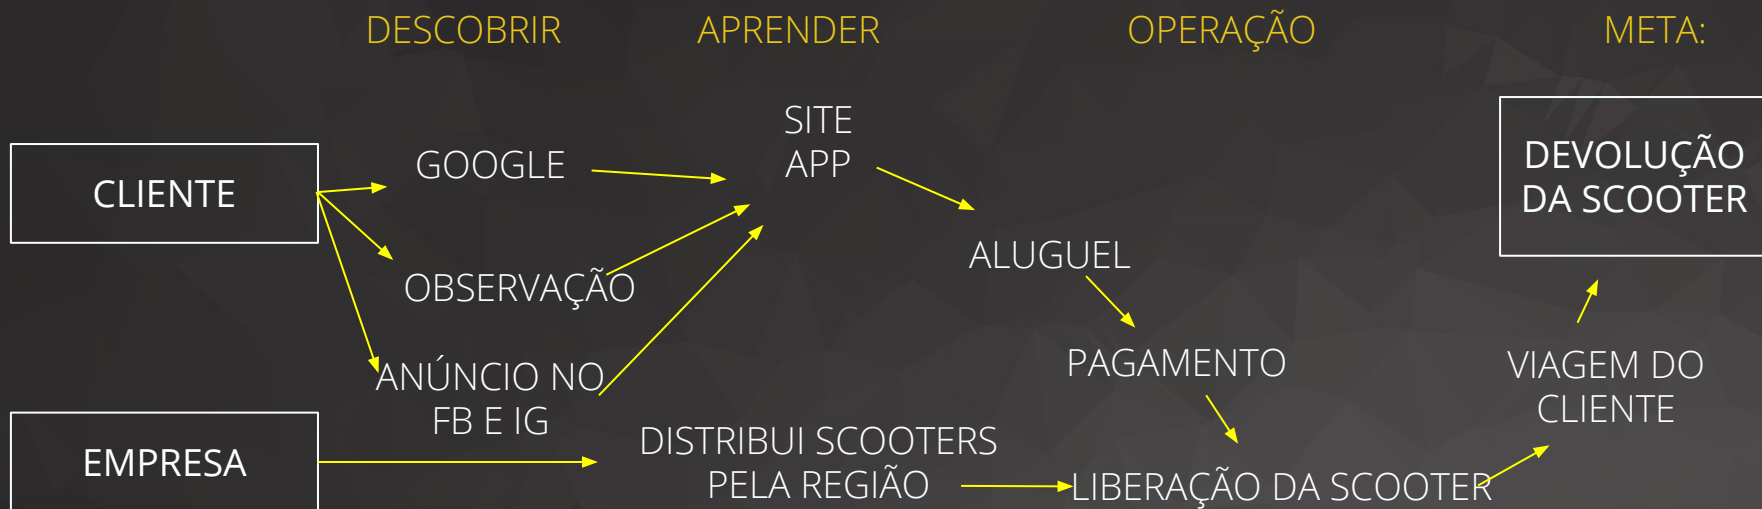 DESCOBRIR
APRENDER
OPERAÇÃO
META:
CLIENTE
GOOGLE
SITE
APP
DEVOLUÇÃO
DA SCOOTER
OBSERVAÇÃO
ALUGUEL
ANÚNCIO NO
FB E IG
PAGAMENTO
VIAGEM DO
CLIENTE
EMPRESA
DISTRIBUI SCOOTERS
PELA REGIÃO
LIBERAÇÃO DA SCOOTER